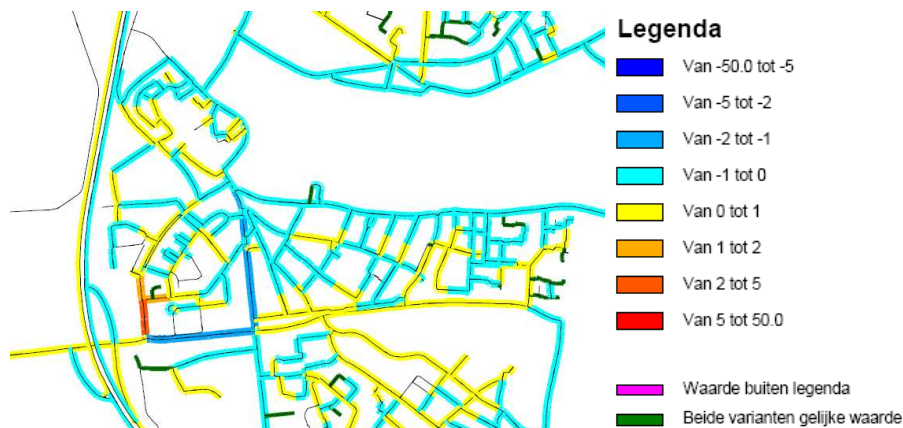 Legenda
Van -50.0 tot -5
Van -5 tot -2
Van -2 tot -1
Van -1 tot 0
Van 0 tot 1
Van 1 tot 2
Van 2 tot 5
Van 5 tot 50.0
Waarde buiten legenda
Beide varianten gelijke waarde